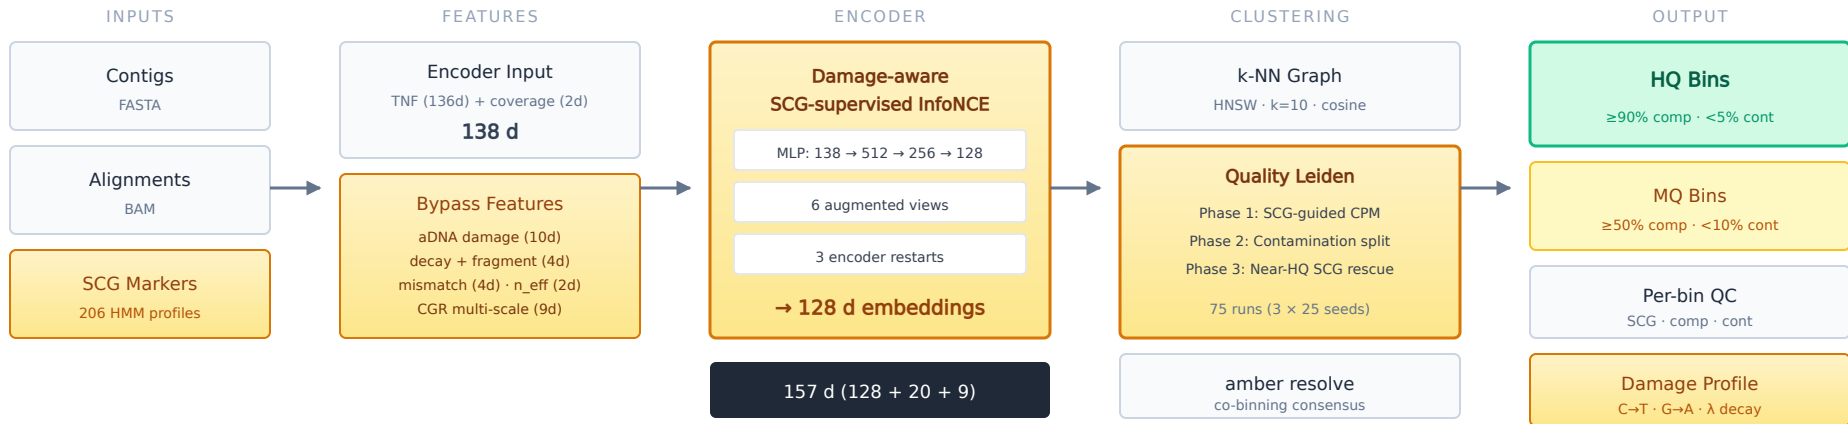 INPUTS
Contigs
FASTA
Alignments
BAM
SCG Markers
206 HMM profiles
FEATURES
Encoder Input
TNF (136d) + coverage (2d)
138 d
Bypass Features
aDNA damage (10d)
decay + fragment (4d)
mismatch (4d) · n_eff (2d)
CGR multi-scale (9d)
ENCODER
Damage-aware
SCG-supervised InfoNCE
MLP: 138 → 512 → 256 → 128
6 augmented views
3 encoder restarts
→ 128 d embeddings
157 d (128 + 20 + 9)
CLUSTERING
k-NN Graph
HNSW · k=10 · cosine
Quality Leiden
Phase 1: SCG-guided CPM
Phase 2: Contamination split
Phase 3: Near-HQ SCG rescue
75 runs (3 × 25 seeds)
amber resolve
co-binning consensus
OUTPUT
HQ Bins
≥90% comp · <5% cont
MQ Bins
≥50% comp · <10% cont
Per-bin QC
SCG · comp · cont
Damage Profile
C→T · G→A · λ decay